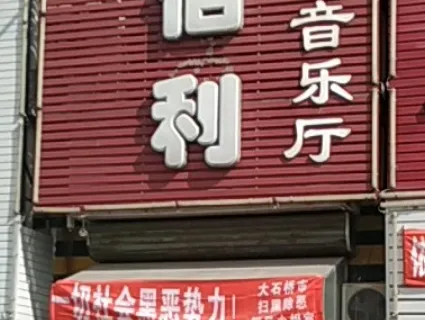 利
音乐厅
一切社会黑恶势力
大石桥市
扫黑除恶